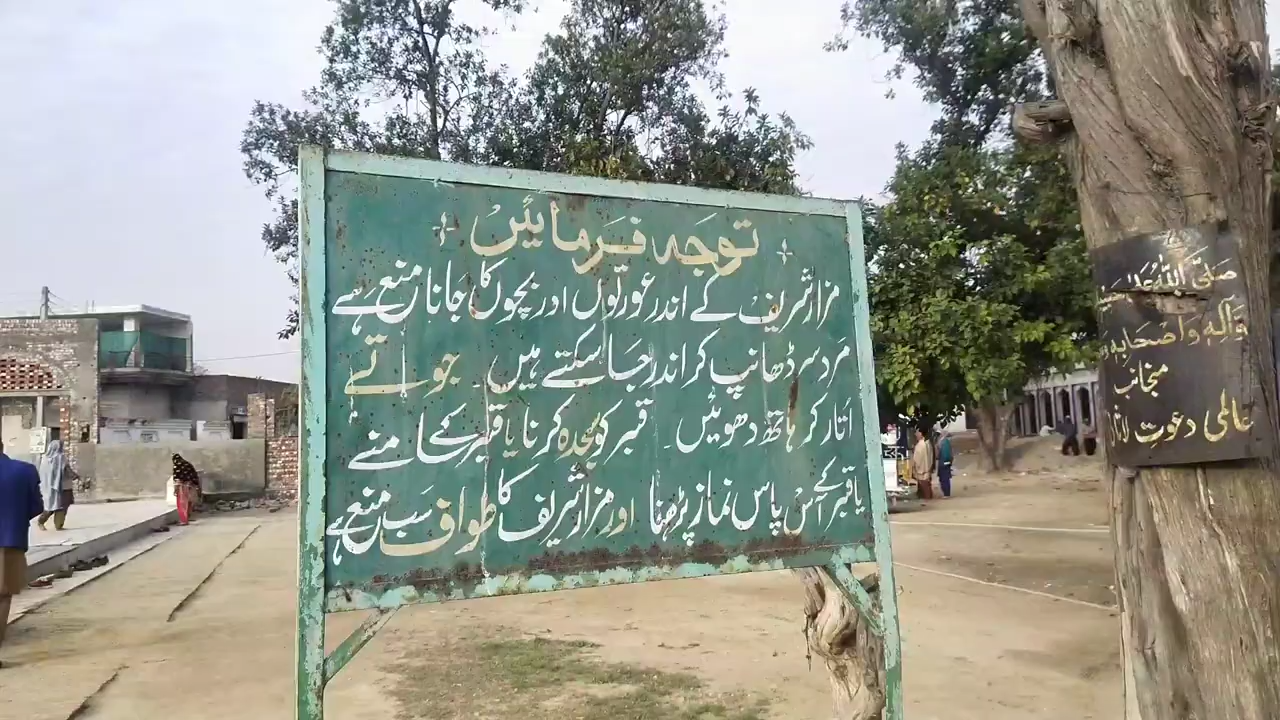 توجہ فرمائیں
مزار شریف کے اندر عورتوں اور بچوں کا جانا منع ہے
مرد سر ڈھانپ کر اندر جا سکتے ہیں۔ جوتے
اُتار کر ہاتھ دھوئیں۔ قبر کو سجدہ کرنا یا قبر کے سامنے
یا قبر کے آس پاس نماز پڑھنا اور مزار شریف کا طواف سب منع ہے
صلی اللہ علیہ
وآلہ واصحابہ
منجانب
عالمی دعوت